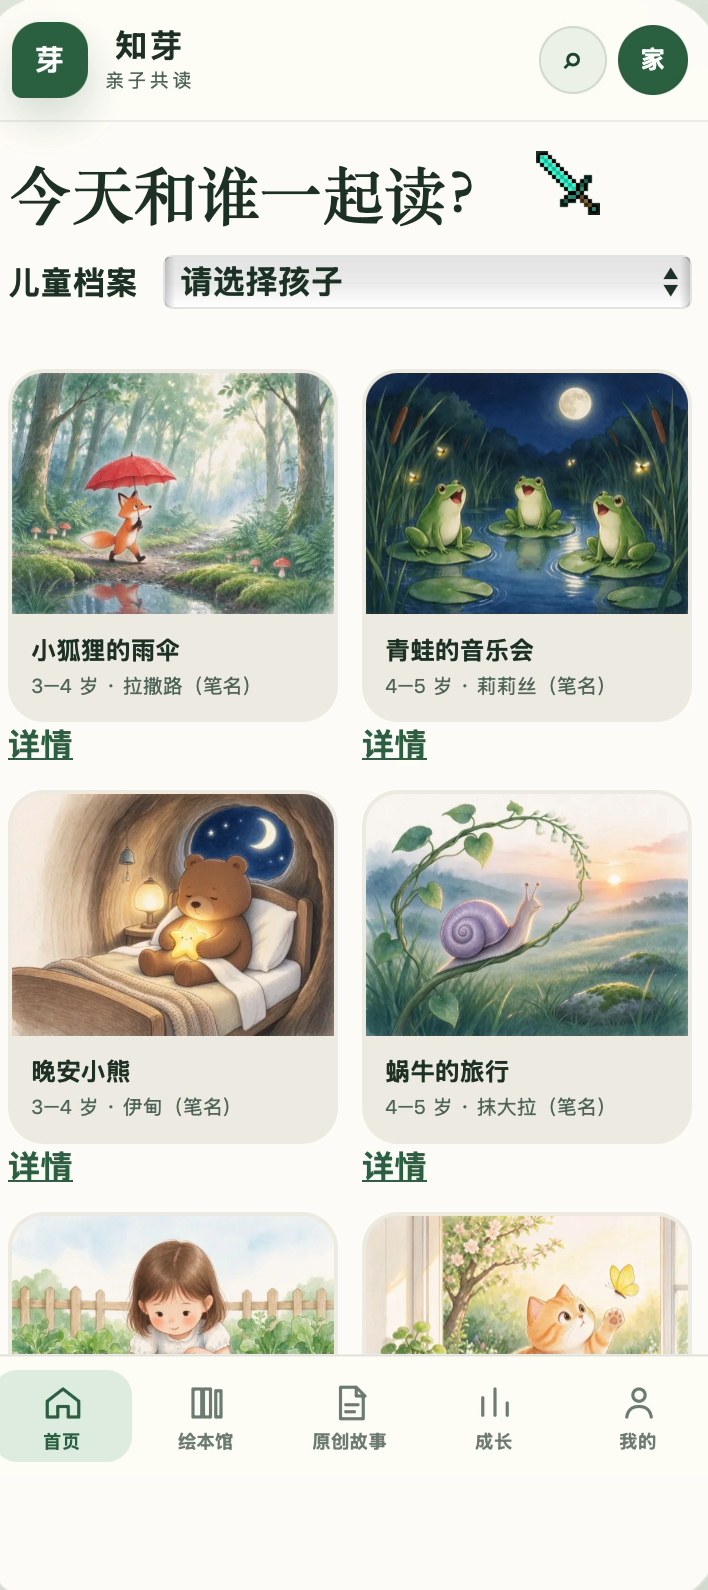 芽
知芽
亲子共读
家
今天和谁一起读?
儿童档案
请选择孩子
小狐狸的雨伞
3–4 岁 · 拉撒路（笔名）
详情
青蛙的音乐会
4–5 岁 · 莉莉丝（笔名）
详情
晚安小熊
3–4 岁 · 伊甸（笔名）
详情
蜗牛的旅行
4–5 岁 · 抹大拉（笔名）
详情
首页
绘本馆
原创故事
成长
我的